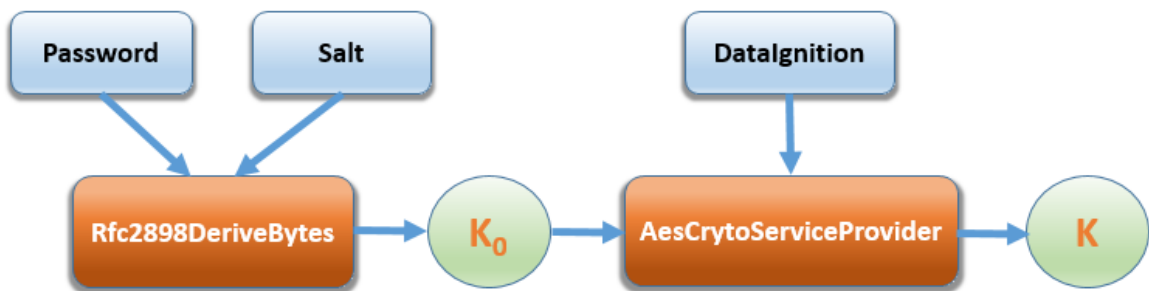 Password
Salt
DataIgnition
Rfc2898DeriveBytes
K₀
AesCrytoServiceProvider
K